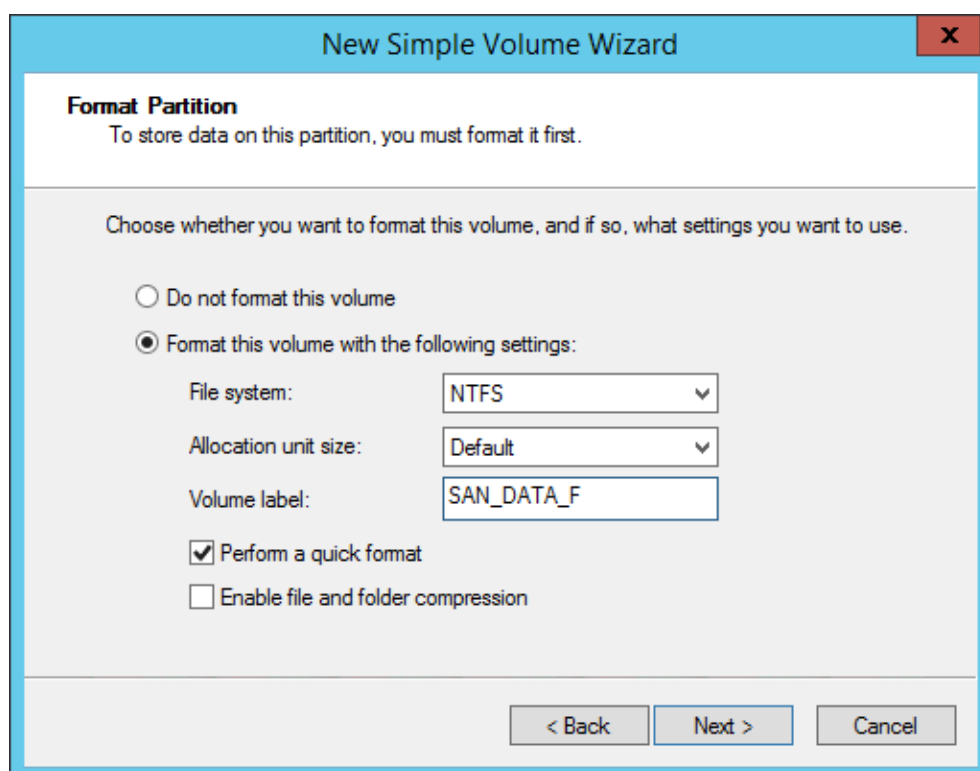 New Simple Volume Wizard
x
Format Partition
To store data on this partition, you must format it first.
Choose whether you want to format this volume, and if so, what settings you want to use.
Do not format this volume
Format this volume with the following settings:
File system: NTFS
Allocation unit size: Default
Volume label: SAN_DATA_F
Perform a quick format
Enable file and folder compression
< Back Next > Cancel